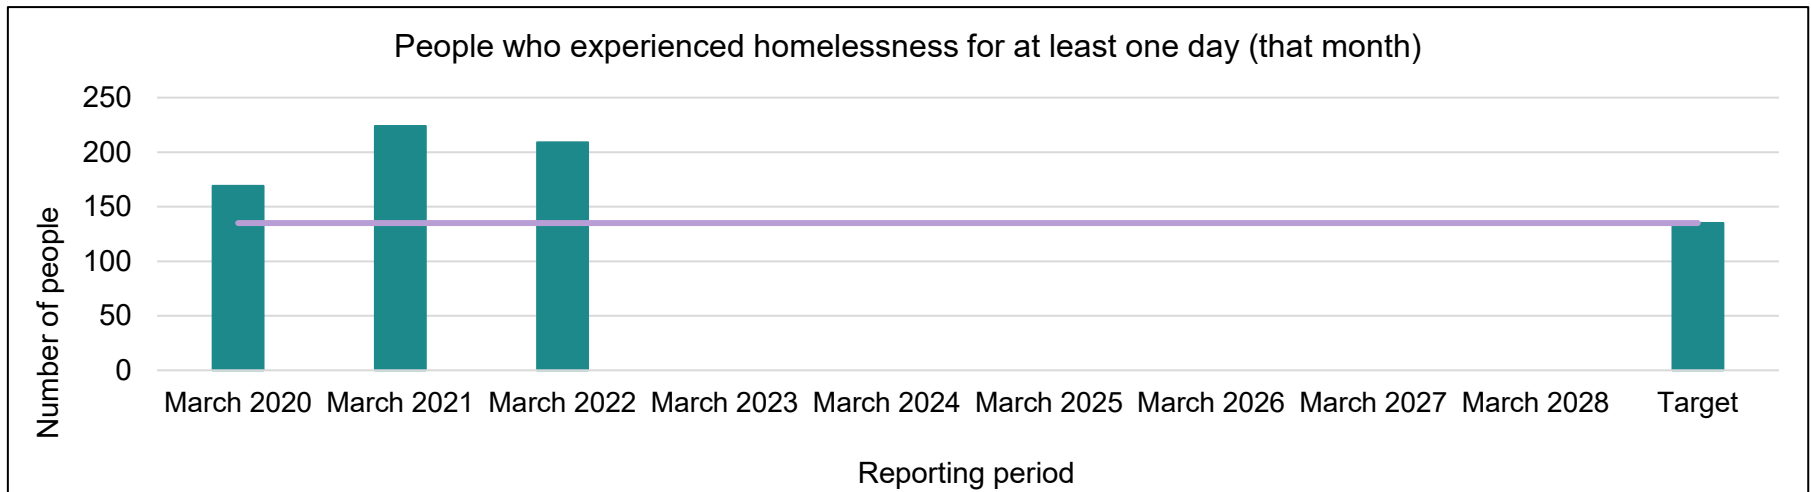 People who experienced homelessness for at least one day (that month)
250
200
150
100
50
0
Number of people
March 2020 March 2021 March 2022 March 2023 March 2024 March 2025 March 2026 March 2027 March 2028 Target
Reporting period